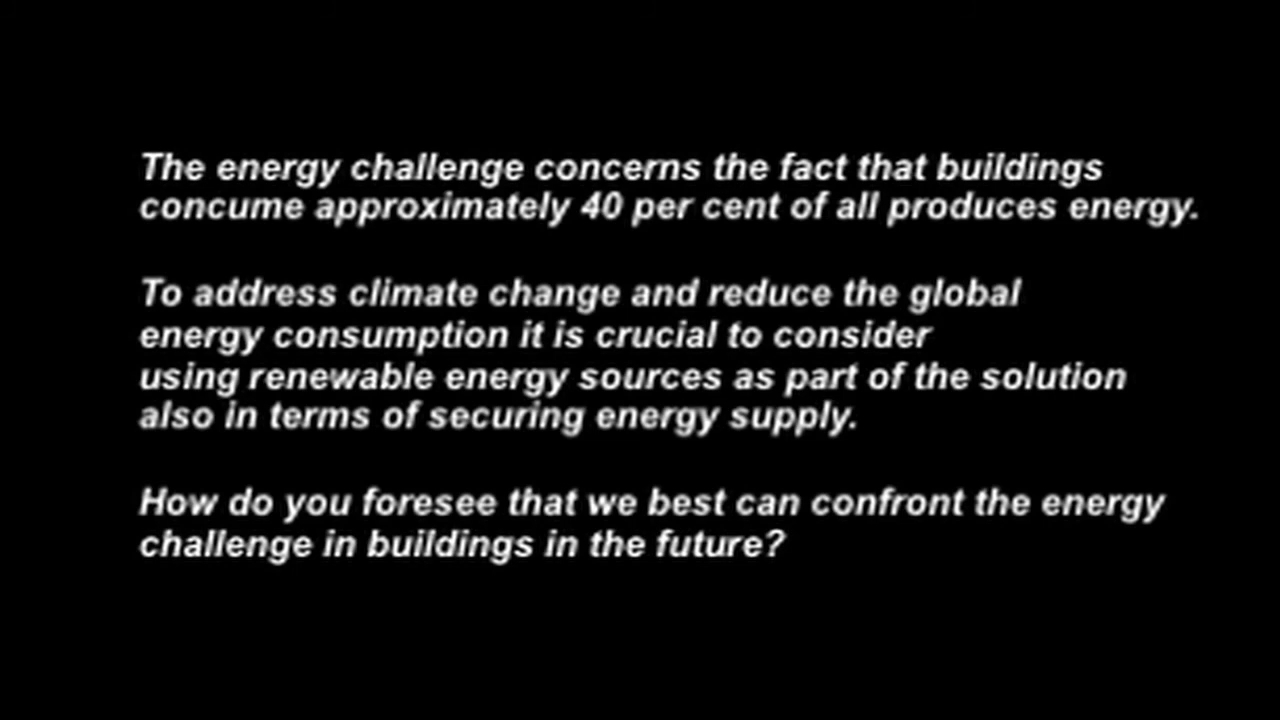 The energy challenge concerns the fact that buildings
concume approximately 40 per cent of all produces energy.
To address climate change and reduce the global
energy consumption it is crucial to consider
using renewable energy sources as part of the solution
also in terms of securing energy supply.
How do you foresee that we best can confront the energy
challenge in buildings in the future?